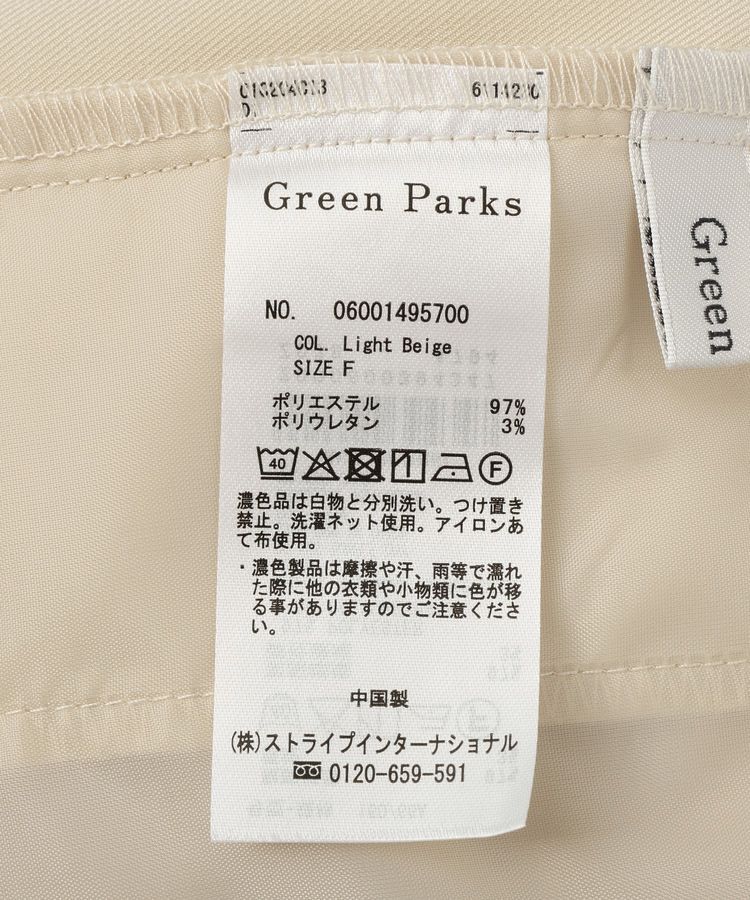 Green Parks
NO. 06001495700
COL. Light Beige
SIZE F
ポリエステル 97%
ポリウレタン 3%
40 F
濃色品は白物と分別洗い。つけ置き
禁止。洗濯ネット使用。アイロンあ
て布使用。
・濃色製品は摩擦や汗、雨等で濡れ
た際に他の衣類や小物類に色が移
る事がありますのでご注意くださ
い。
中国製
(株)ストライプインターナショナル
0120-659-591
Green